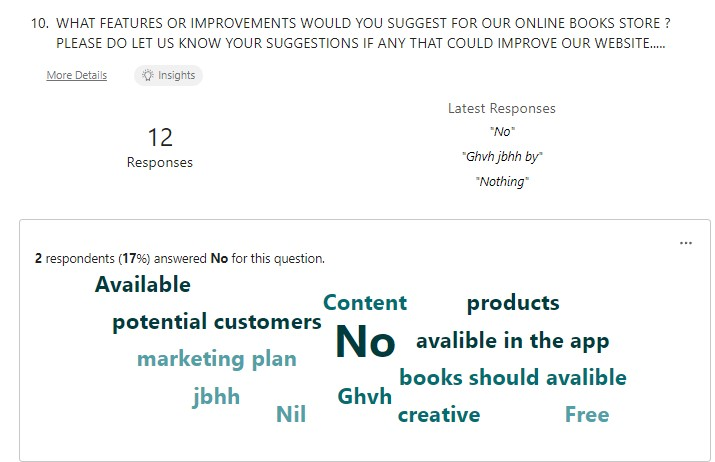 10. WHAT FEATURES OR IMPROVEMENTS WOULD YOU SUGGEST FOR OUR ONLINE BOOKS STORE ?
PLEASE DO LET US KNOW YOUR SUGGESTIONS IF ANY THAT COULD IMPROVE OUR WEBSITE.....
More Details
Insights
12
Responses
Latest Responses
"No"
"Ghvh jbhh by"
"Nothing"
...
2 respondents (17%) answered No for this question.
Available
Content
products
potential customers
No
avalible in the app
marketing plan
books should avalible
jbhh
Ghvh
Nil
creative
Free